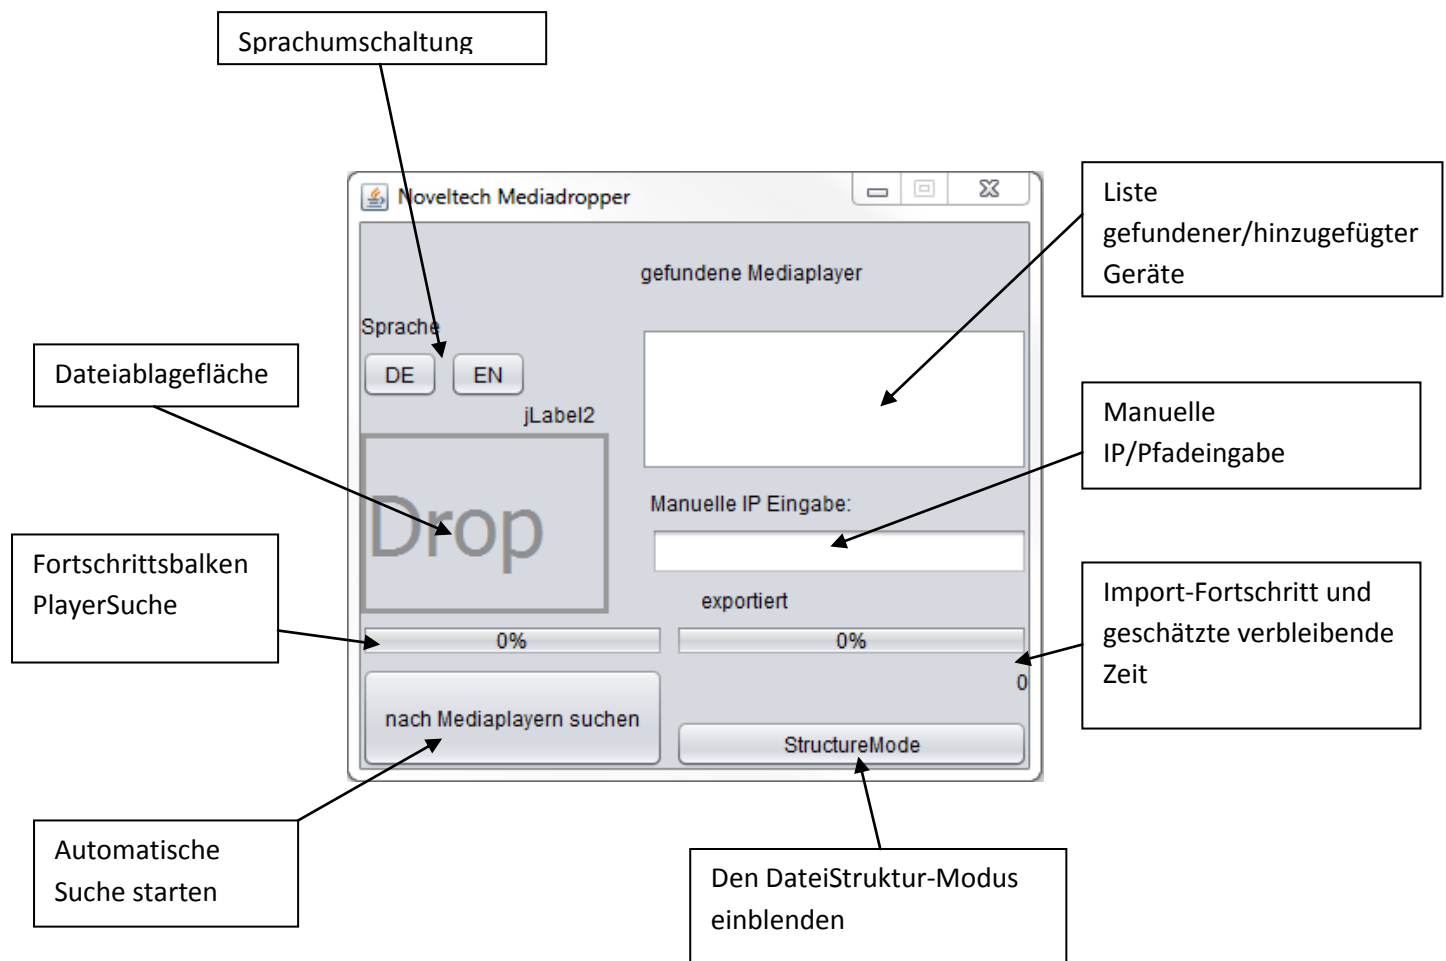 Sprachumschaltung
Noveltech Mediadropper
Liste
gefundener/hinzugefügter
Geräte
gefundene Mediaplayer
Sprache
DE
EN
Dateiablagefläche
jLabel2
Manuelle
IP/Pfadeingabe
Drop
Manuelle IP Eingabe:
Fortschrittsbalken
PlayerSuche
exportiert
Import-Fortschritt und
geschätzte verbleibende
Zeit
0%
0%
0
nach Mediaplayern suchen
StructureMode
Automatische
Suche starten
Den DateiStruktur-Modus
einblenden